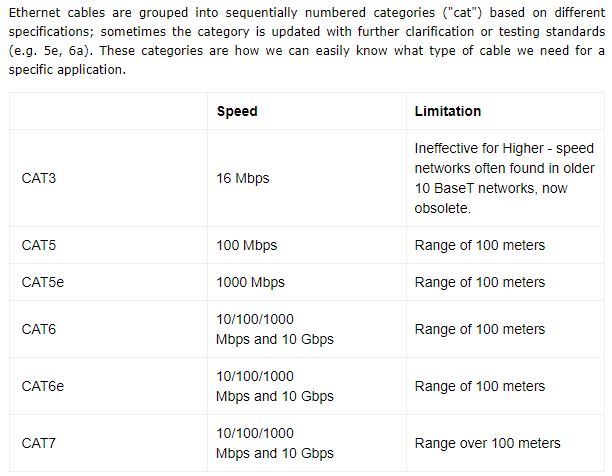 Ethernet cables are grouped into sequentially numbered categories ("cat") based on different
specifications; sometimes the category is updated with further clarification or testing standards
(e.g. 5e, 6a). These categories are how we can easily know what type of cable we need for a
specific application.
Speed Limitation
CAT3 16 Mbps Ineffective for Higher - speed
networks often found in older
10 BaseT networks, now
obsolete.
CAT5 100 Mbps Range of 100 meters
CAT5e 1000 Mbps Range of 100 meters
CAT6 10/100/1000
Mbps and 10 Gbps Range of 100 meters
CAT6e 10/100/1000
Mbps and 10 Gbps Range of 100 meters
CAT7 10/100/1000
Mbps and 10 Gbps Range over 100 meters